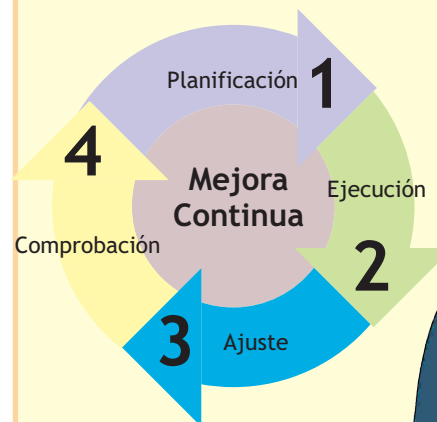 Planificación
1
Ejecución
2
Ajuste
3
Comprobación
4
Mejora
Continua